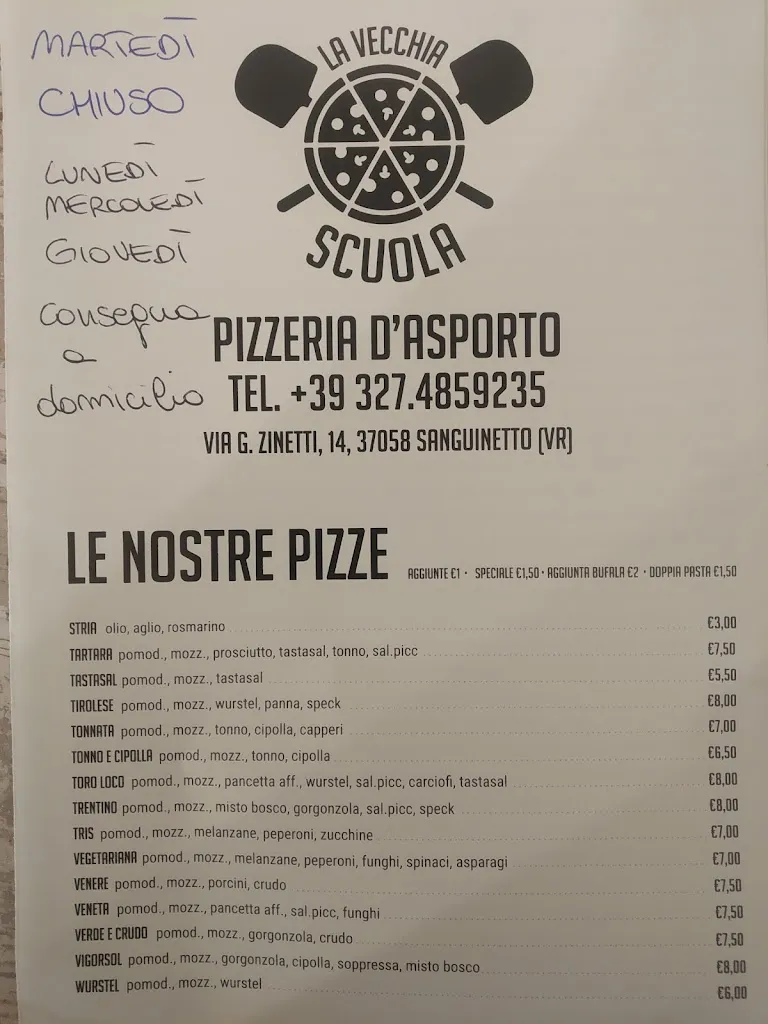 MARTEDÌ
CHIUSO
LUNEDÌ
MERCOLEDÌ
GIOVEDÌ
consegna
a
domicilio
LA VECCHIA
SCUOLA
PIZZERIA D'ASPORTO
TEL. +39 327.4859235
VIA G. ZINETTI, 14, 37058 SANGUINETTO (VR)
LE NOSTRE PIZZE AGGIUNTE €1 · SPECIALE €1,50 · AGGIUNTA BUFALA €2 · DOPPIA PASTA €1,50
STRIA olio, aglio, rosmarino €3,00
TARTARA pomod., mozz., prosciutto, tastasal, tonno, sal.picc €7,50
TASTASAL pomod., mozz., tastasal €5,50
TIROLESE pomod., mozz., wurstel, panna, speck €8,00
TONNATA pomod., mozz., tonno, cipolla, capperi €7,00
TONNO E CIPOLLA pomod., mozz., tonno, cipolla €6,50
TORO LOCO pomod., mozz., pancetta aff., wurstel, sal.picc, carciofi, tastasal €8,00
TRENTINO pomod., mozz., misto bosco, gorgonzola, sal.picc, speck €8,00
TRIS pomod., mozz., melanzane, peperoni, zucchine €7,00
VEGETARIANA pomod., mozz., melanzane, peperoni, funghi, spinaci, asparagi €7,00
VENERE pomod., mozz., porcini, crudo €7,50
VENETA pomod., mozz., pancetta aff., sal.picc, funghi €7,50
VERDE E CRUDO pomod., mozz., gorgonzola, crudo €7,50
VIGORSOL pomod., mozz., gorgonzola, cipolla, soppressa, misto bosco €8,00
WURSTEL pomod., mozz., wurstel €6,00